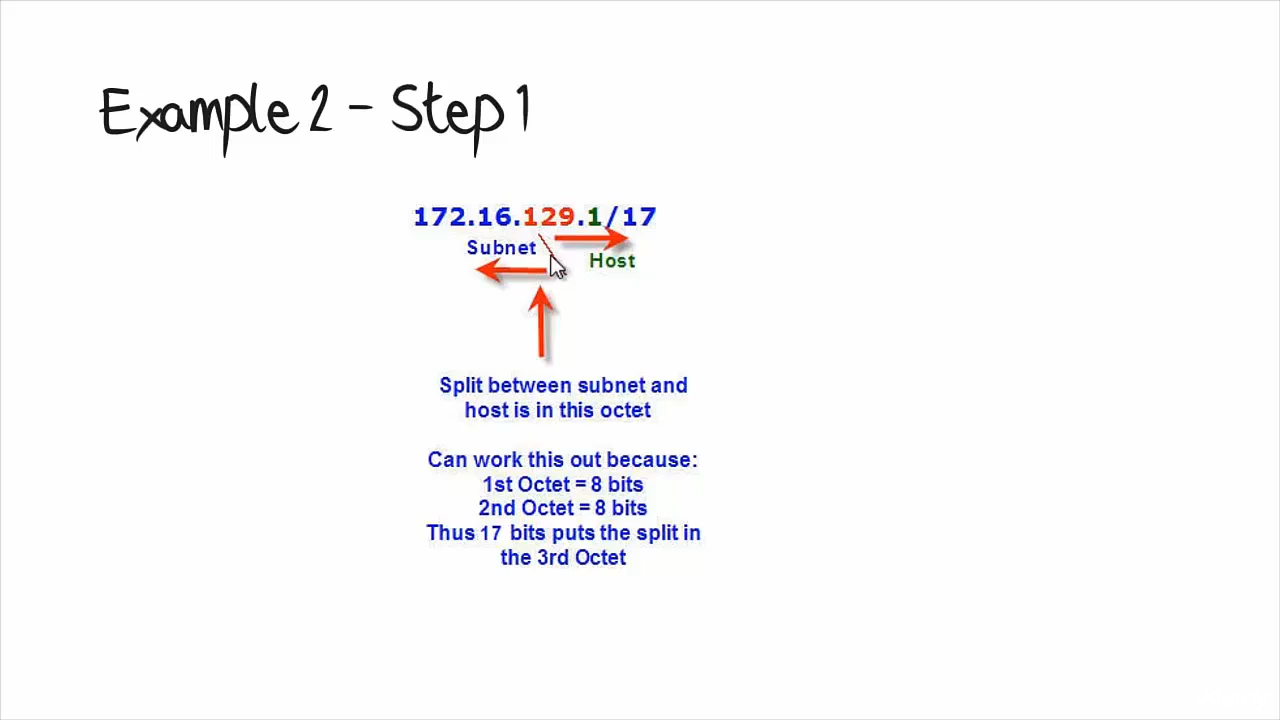 Example 2 - Step 1
172.16.129.1/17
Subnet
Host
Split between subnet and
host is in this octet
Can work this out because:
1st Octet = 8 bits
2nd Octet = 8 bits
Thus 17 bits puts the split in
the 3rd Octet